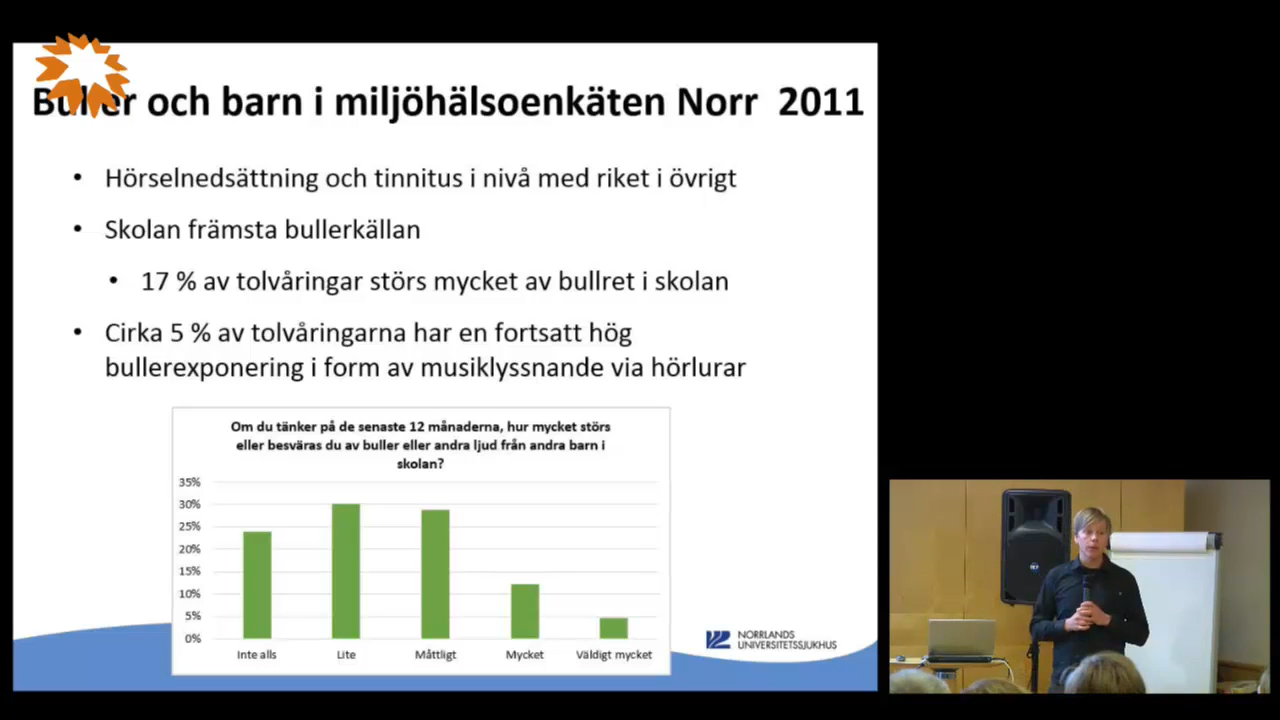 Buller och barn i miljöhälsoenkäten Norr 2011
• Hörselnedsättning och tinnitus i nivå med riket i övrigt
• Skolan främsta bullerkällan
• 17 % av tolvåringar störs mycket av bullret i skolan
• Cirka 5 % av tolvåringarna har en fortsatt hög
bullerexponering i form av musiklyssnande via hörlurar
Om du tänker på de senaste 12 månaderna, hur mycket störs
eller besväras du av buller eller andra ljud från andra barn i
skolan?
35%
30%
25%
20%
15%
10%
5%
0%
Inte alls Lite Måttligt Mycket Väldigt mycket
NORRLANDS
UNIVERSITETSSJUKHUS